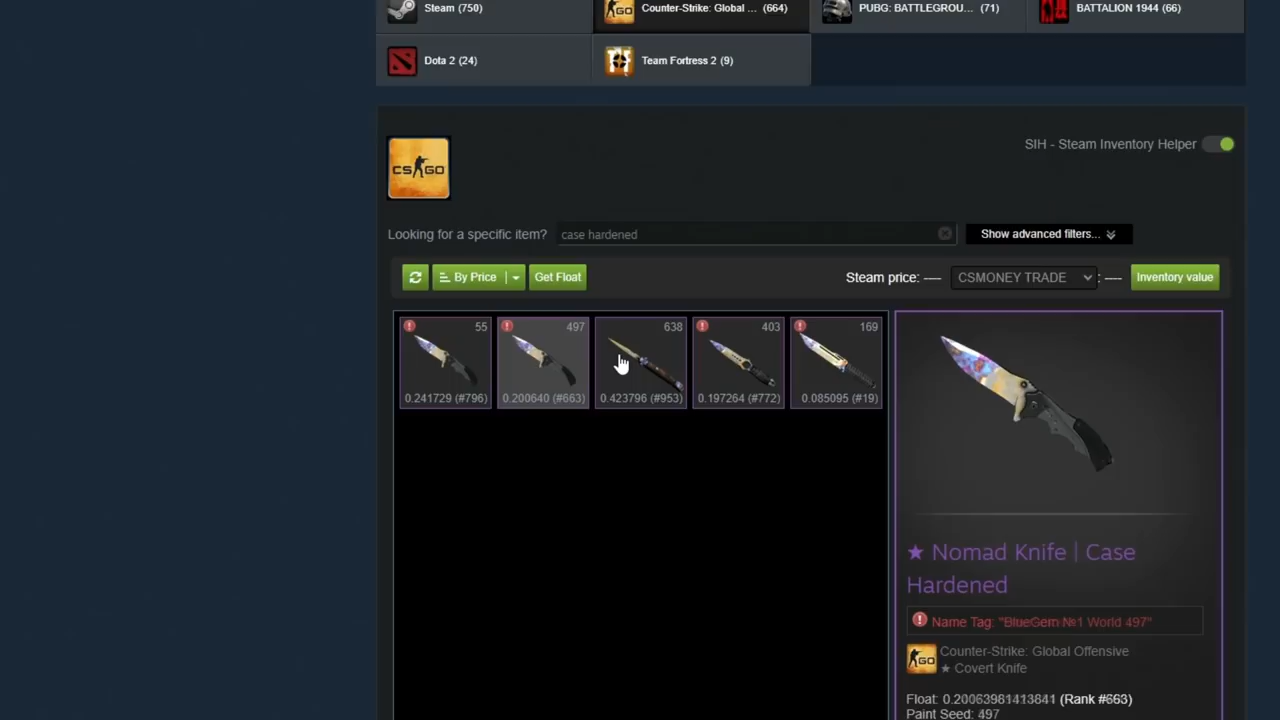 Steam (750)
Counter-Strike: Global ... (664)
PUBG: BATTLEGROU... (71)
BATTALION 1944 (66)
Dota 2 (24)
Team Fortress 2 (9)
CS GO
SIH - Steam Inventory Helper
Looking for a specific item?
case hardened
Show advanced filters...
By Price
Get Float
Steam price: ----
CSMONEY TRADE
: ----
Inventory value
55
497
638
403
169
0.241729 (#796)
0.200640 (#663)
0.423796 (#953)
0.197264 (#772)
0.085095 (#19)
★ Nomad Knife | Case
Hardened
Name Tag: "BlueGem №1 World 497"
GO
Counter-Strike: Global Offensive
★ Covert Knife
Float: 0.20063961413841 (Rank #663)
Paint Seed: 497